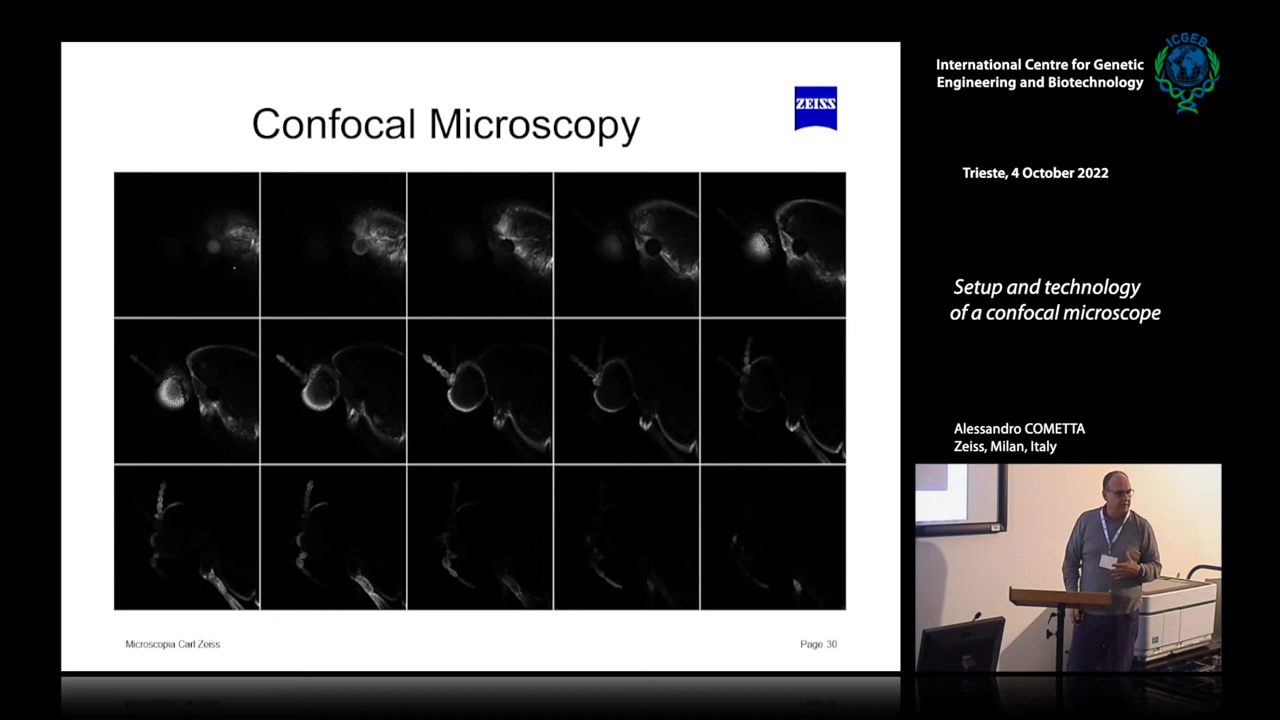 Confocal Microscopy
ZEISS
Microscopia Carl Zeiss
Page 30
ICGEB
International Centre for Genetic
Engineering and Biotechnology
Trieste, 4 October 2022
Setup and technology
of a confocal microscope
Alessandro COMETTA
Zeiss, Milan, Italy